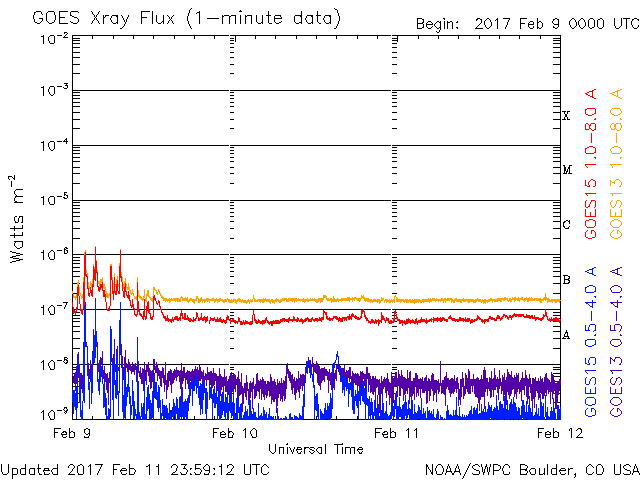 GOES Xray Flux (1-minute data)
Begin: 2017 Feb 9 0000 UTC
10⁻²
10⁻³
10⁻⁴
10⁻⁵
10⁻⁶
10⁻⁷
10⁻⁸
10⁻⁹
Watts m⁻²
X
M
C
B
A
GOES15 1.0-8.0 A
GOES13 1.0-8.0 A
GOES15 0.5-4.0 A
GOES13 0.5-4.0 A
Feb 9 Feb 10 Feb 11 Feb 12
Universal Time
Updated 2017 Feb 11 23:59:12 UTC
NOAA/SWPC Boulder, CO USA